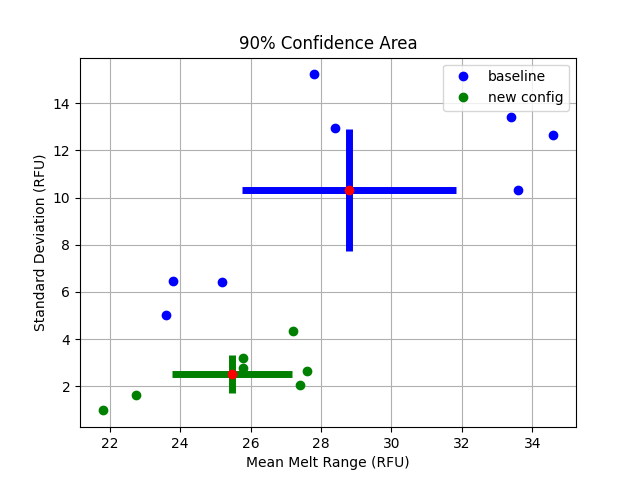 90% Confidence Area
baseline
new config
Standard Deviation (RFU)
14
12
10
8
6
4
2
22 24 26 28 30 32 34
Mean Melt Range (RFU)